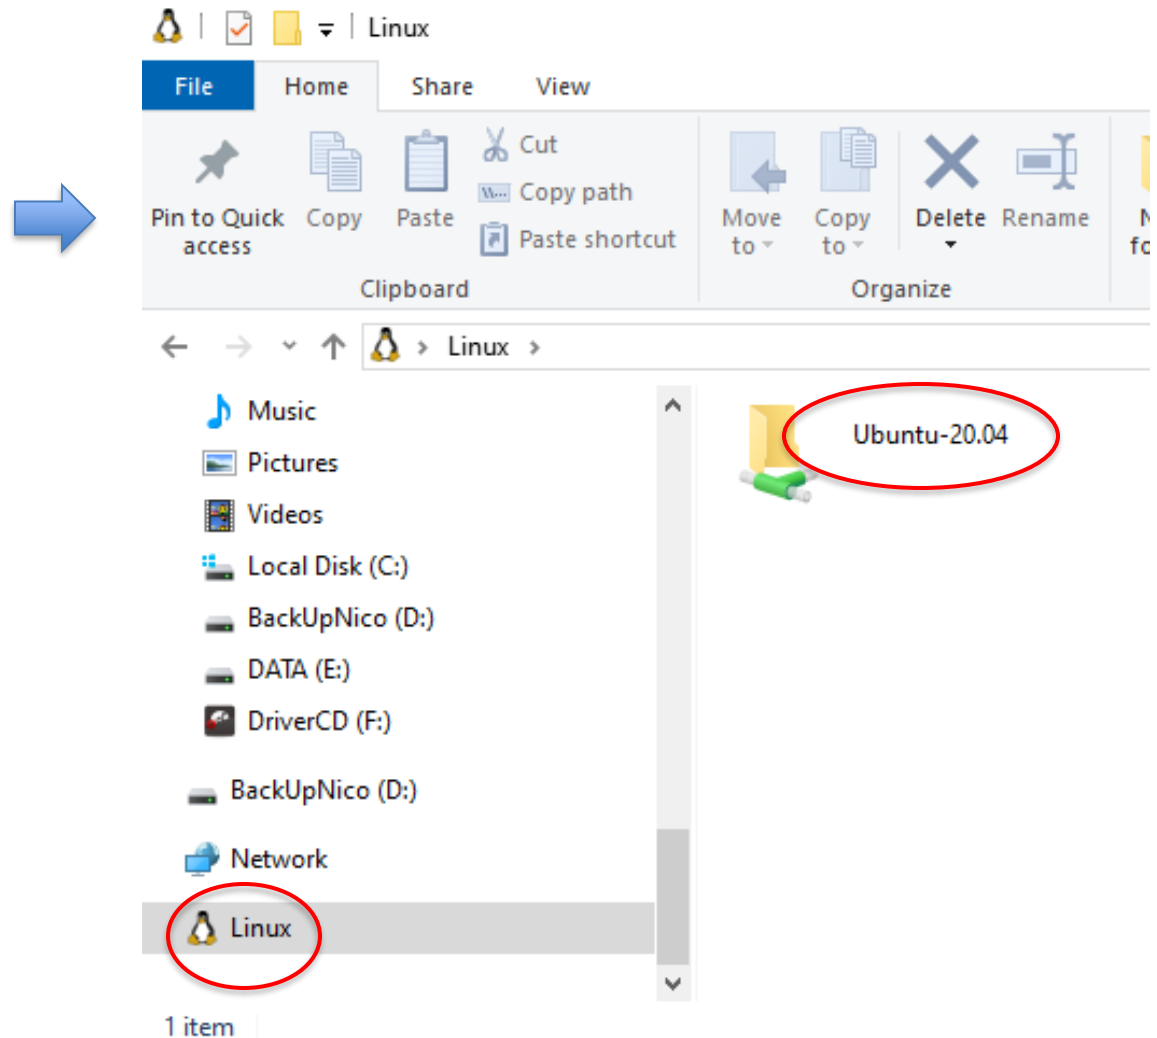 Linux
File Home Share View
Cut
Copy path
Paste shortcut
Pin to Quick access
Copy
Paste
Move to
Copy to
Delete
Rename
Clipboard
Organize
Linux
Music
Pictures
Videos
Local Disk (C:)
BackUpNico (D:)
DATA (E:)
DriverCD (F:)
BackUpNico (D:)
Network
Linux
Ubuntu-20.04
1 item